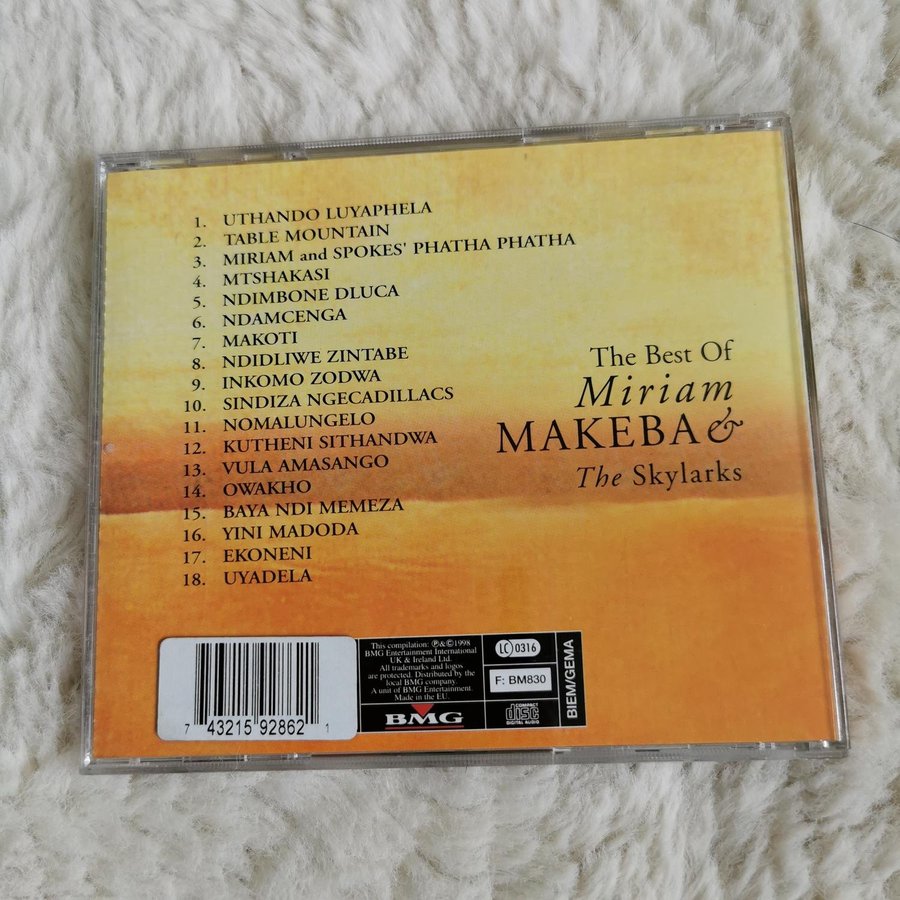 1. UTHANDO LUYAPHELA
2. TABLE MOUNTAIN
3. MIRIAM and SPOKES' PHATHA PHATHA
4. MTSHAKASI
5. NDIMBONE DLUCA
6. NDAMCENGA
7. MAKOTI
8. NDIDLIWE ZINTABE
9. INKOMO ZODWA
10. SINDIZA NGECADILLACS
11. NOMALUNGELO
12. KUTHENI SITHANDWA
13. VULA AMASANGO
14. OWAKHO
15. BAYA NDI MEMEZA
16. YINI MADODA
17. EKONENI
18. UYADELA
The Best Of
Miriam
MAKEBA &
The Skylarks
7 43215 92862 1
This compilation: ℗&©1998
BMG Entertainment International
UK & Ireland Ltd.
All trademarks and logos
are protected. Distributed by the
local BMG company.
A unit of BMG Entertainment.
Made in the EU.
BMG
LC 0316
F: BM830
COMPACT
disc
DIGITAL AUDIO
BIEM/GEMA